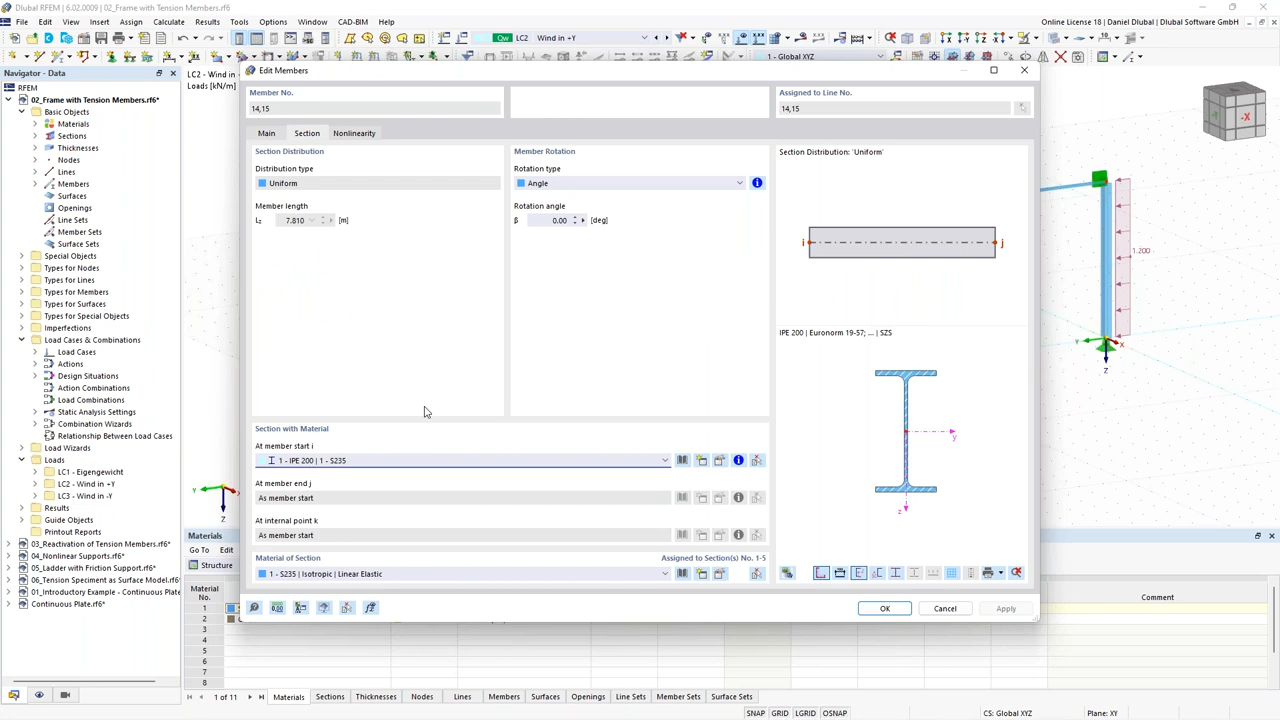 Dlubal RFEM | 6.02.0009 | 02_Frame with Tension Members.rf6*
File Edit View Insert Assign Calculate Results Tools Options Window CAD-BIM Help
Online License 18 | Daniel Dlubal | Dlubal Software GmbH
Qw LC2 Wind in +Y
1 - Global XYZ
Navigator - Data
LC2 - Wind in
Loads [kN/m]
RFEM
02_Frame with Tension Members.rf6*
Basic Objects
Materials
Sections
Thicknesses
Nodes
Lines
Members
Surfaces
Openings
Line Sets
Member Sets
Surface Sets
Special Objects
Types for Nodes
Types for Lines
Types for Members
Types for Surfaces
Types for Special Objects
Imperfections
Load Cases & Combinations
Load Cases
Actions
Design Situations
Action Combinations
Load Combinations
Static Analysis Settings
Combination Wizards
Relationship Between Load Cases
Load Wizards
Loads
LC1 - Eigengewicht
LC2 - Wind in +Y
LC3 - Wind in -Y
Results
Guide Objects
Printout Reports
03_Reactivation of Tension Members.rf6*
04_Nonlinear Supports.rf6*
05_Ladder with Friction Support.rf6*
06_Tension Speciment as Surface Model.rf6*
01_Introductory Example - Continuous Plate
Continuous Plate.rf6*
Edit Members
Member No.
14,15
Assigned to Line No.
14,15
Main Section Nonlinearity
Section Distribution
Distribution type
Uniform
Member length
L: 7.810 [m]
Member Rotation
Rotation type
Angle
Rotation angle
β 0.00 [deg]
Section with Material
At member start i
1 - IPE 200 | 1 - S235
At member end j
As member start
At internal point k
As member start
Material of Section Assigned to Section(s) No. 1-5
1 - S235 | Isotropic | Linear Elastic
Section Distribution: 'Uniform'
i j
IPE 200 | Euronorm 19-57; ... | SZS
y
z
OK Cancel Apply
-X
1.200
Y X
Z
Y
Z
Materials
Go To Edit
Structure
Material
No.
Comment
1
2
3
4
5
6
7
8
1 of 11 Materials Sections Thicknesses Nodes Lines Members Surfaces Openings Line Sets Member Sets Surface Sets
SNAP GRID LGRID OSNAP CS: Global XYZ Plane: XY